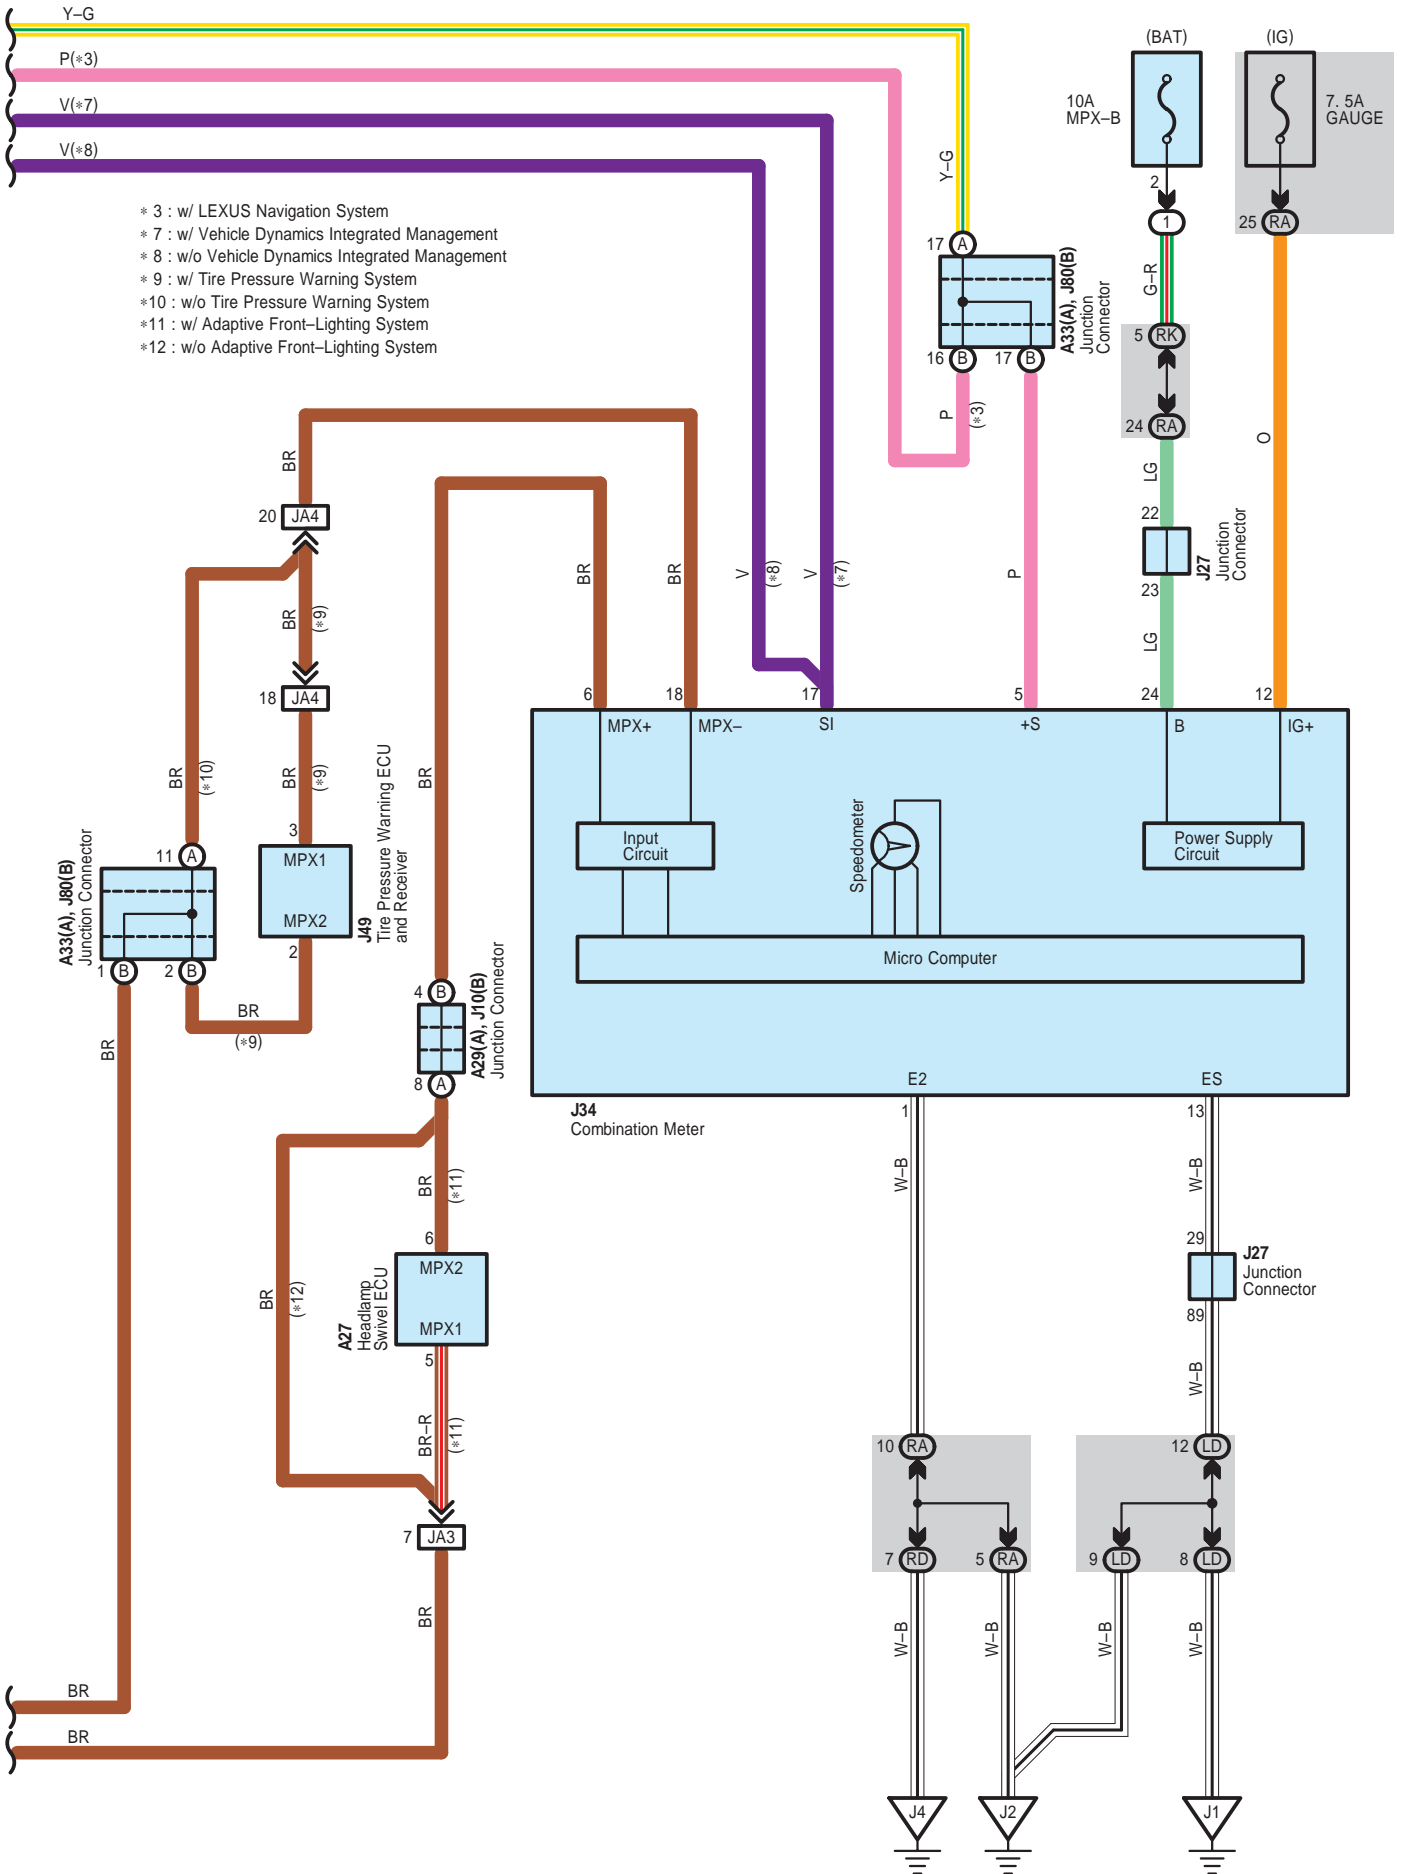 Y–G
P(*3)
V(*7)
V(*8)
* 3 : w/ LEXUS Navigation System
* 7 : w/ Vehicle Dynamics Integrated Management
* 8 : w/o Vehicle Dynamics Integrated Management
* 9 : w/ Tire Pressure Warning System
*10 : w/o Tire Pressure Warning System
*11 : w/ Adaptive Front–Lighting System
*12 : w/o Adaptive Front–Lighting System
(BAT)
(IG)
10A
MPX–B
7. 5A
GAUGE
2
1
25 RA
Y–G
G–R
17 A
A33(A), J80(B)
Junction
Connector
16 B
17 B
5 RK
24 RA
P
(*3)
O
LG
22
J27
Junction
Connector
23
LG
BR
20 JA4
BR
(*9)
18 JA4
BR
BR
V
(*8)
V
(*7)
P
6
18
17
5
24
12
MPX+
MPX–
SI
+S
B
IG+
BR
(*10)
BR
(*9)
BR
3
MPX1
MPX2
2
J49
Tire Pressure Warning ECU
and Receiver
11 A
A33(A), J80(B)
Junction Connector
1 B
2 B
BR
(*9)
BR
Input
Circuit
Speedometer
Power Supply
Circuit
Micro Computer
4 B
A29(A), J10(B)
Junction Connector
8 A
E2
ES
J34
Combination Meter
1
13
W–B
W–B
BR
(*11)
6
MPX2
MPX1
5
A27
Headlamp
Swivel ECU
BR
(*12)
BR–R
(*11)
7 JA3
BR
29
J27
Junction
Connector
89
W–B
10 RA
12 LD
7 RD
5 RA
9 LD
8 LD
W–B
W–B
W–B
W–B
BR
BR
J4
J2
J1